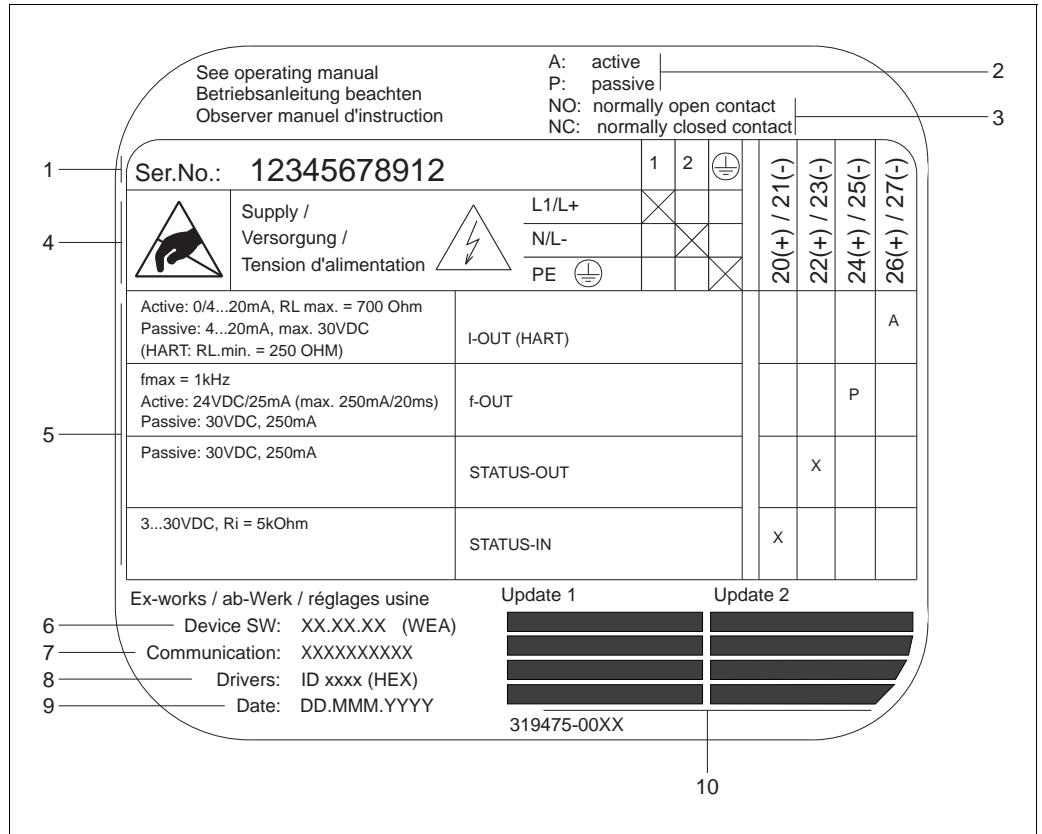 See operating manual
Betriebsanleitung beachten
Observer manuel d'instruction
A: active
P: passive
NO: normally open contact
NC: normally closed contact
2
3
1
Ser.No.: 12345678912
1 2
20(+) / 21(-)
22(+) / 23(-)
24(+) / 25(-)
26(+) / 27(-)
4
Supply /
Versorgung /
Tension d'alimentation
L1/L+
N/L-
PE
5
Active: 0/4...20mA, RL max. = 700 Ohm
Passive: 4...20mA, max. 30VDC
(HART: RL.min. = 250 OHM)
I-OUT (HART)
A
fmax = 1kHz
Active: 24VDC/25mA (max. 250mA/20ms)
Passive: 30VDC, 250mA
f-OUT
P
Passive: 30VDC, 250mA
STATUS-OUT
X
3...30VDC, Ri = 5kOhm
STATUS-IN
X
Ex-works / ab-Werk / réglages usine
Update 1
Update 2
6
Device SW: XX.XX.XX (WEA)
7
Communication: XXXXXXXXXX
8
Drivers: ID xxxx (HEX)
9
Date: DD.MMM.YYYY
319475-00XX
10